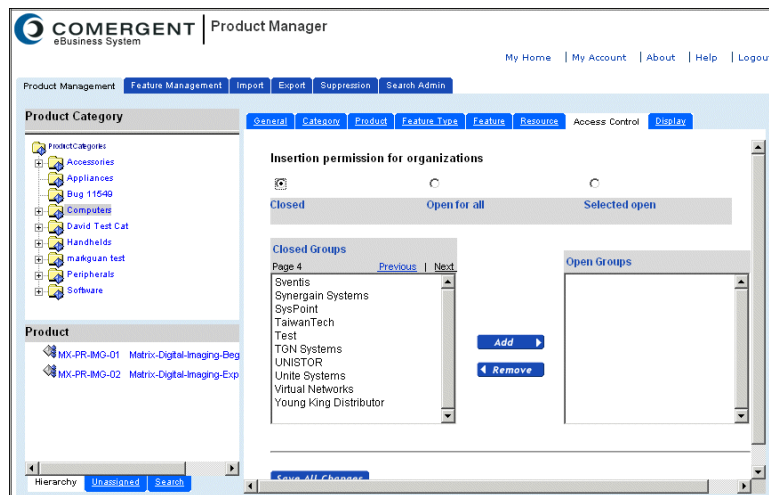 COMERGENT
eBusiness System
Product Manager
My Home | My Account | About | Help | Logou
Product Management Feature Management Import Export Suppression Search Admin
Product Category
General Category Product Feature Type Feature Resource Access Control Display
ProductCategories
Accessories
Appliances
Bug 11549
Computers
David Test Cat
Handhelds
markguan test
Peripherals
Software
Insertion permission for organizations
Closed Open for all Selected open
Closed Groups
Page 4 Previous | Next
Sventis
Synergain Systems
SysPoint
TaiwanTech
Test
TGN Systems
UNISTOR
Unite Systems
Virtual Networks
Young King Distributor
Add
Remove
Open Groups
Product
MX-PR-IMG-01 Matrix-Digital-Imaging-Beg
MX-PR-IMG-02 Matrix-Digital-Imaging-Exp
Save All Changes
Hierarchy Unassigned Search